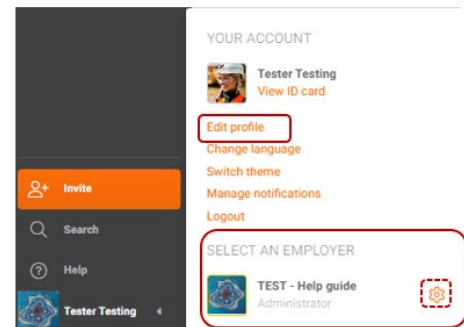 Invite
Search
Help
Tester Testing
YOUR ACCOUNT
Tester Testing
View ID card
Edit profile
Change language
Switch theme
Manage notifications
Logout
SELECT AN EMPLOYER
TEST - Help guide
Administrator